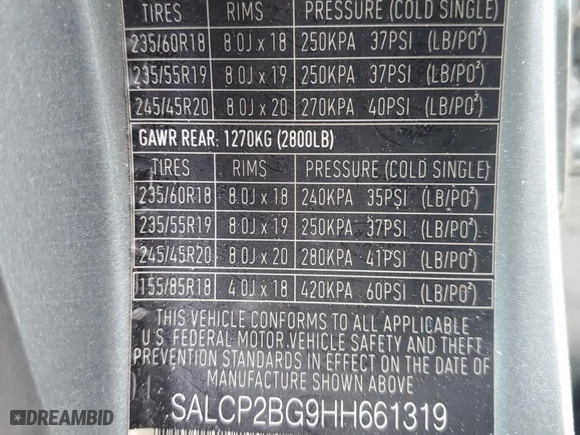 TIRES RIMS PRESSURE (COLD SINGLE)
235/60R18 8.0J x 18 250KPA 37PSI (LB/PO²)
235/55R19 8.0J x 19 250KPA 37PSI (LB/PO²)
245/45R20 8.0J x 20 270KPA 40PSI (LB/PO²)
GAWR REAR: 1270KG (2800LB)
TIRES RIMS PRESSURE (COLD SINGLE)
235/60R18 8.0J x 18 240KPA 35PSI (LB/PO²)
235/55R19 8.0J x 19 250KPA 37PSI (LB/PO²)
245/45R20 8.0J x 20 280KPA 41PSI (LB/PO²)
155/85R18 4.0J x 18 420KPA 60PSI (LB/PO²)
THIS VEHICLE CONFORMS TO ALL APPLICABLE
U.S. FEDERAL MOTOR VEHICLE SAFETY AND THEFT
PREVENTION STANDARDS IN EFFECT ON THE DATE
OF MANUFACTURE SHOWN ABOVE
SALCP2BG9HH661319
AUTOBIDMASTER